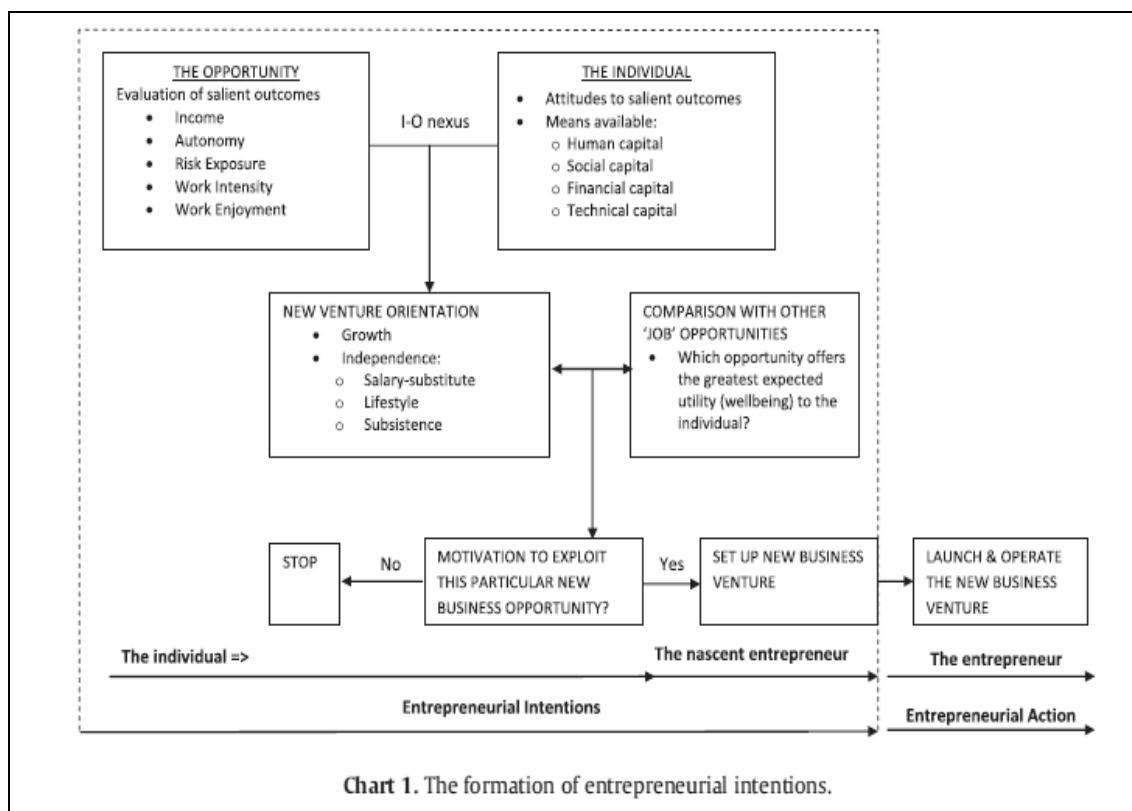 THE OPPORTUNITY
Evaluation of salient outcomes
• Income
• Autonomy
• Risk Exposure
• Work Intensity
• Work Enjoyment
I-O nexus
THE INDIVIDUAL
• Attitudes to salient outcomes
• Means available:
o Human capital
o Social capital
o Financial capital
o Technical capital
NEW VENTURE ORIENTATION
• Growth
• Independence:
o Salary-substitute
o Lifestyle
o Subsistence
COMPARISON WITH OTHER
'JOB' OPPORTUNITIES
• Which opportunity offers
the greatest expected
utility (wellbeing) to the
individual?
STOP
No
MOTIVATION TO EXPLOIT
THIS PARTICULAR NEW
BUSINESS OPPORTUNITY?
Yes
SET UP NEW BUSINESS
VENTURE
LAUNCH & OPERATE
THE NEW BUSINESS
VENTURE
The individual =>
The nascent entrepreneur
The entrepreneur
Entrepreneurial Intentions
Entrepreneurial Action
Chart 1. The formation of entrepreneurial intentions.